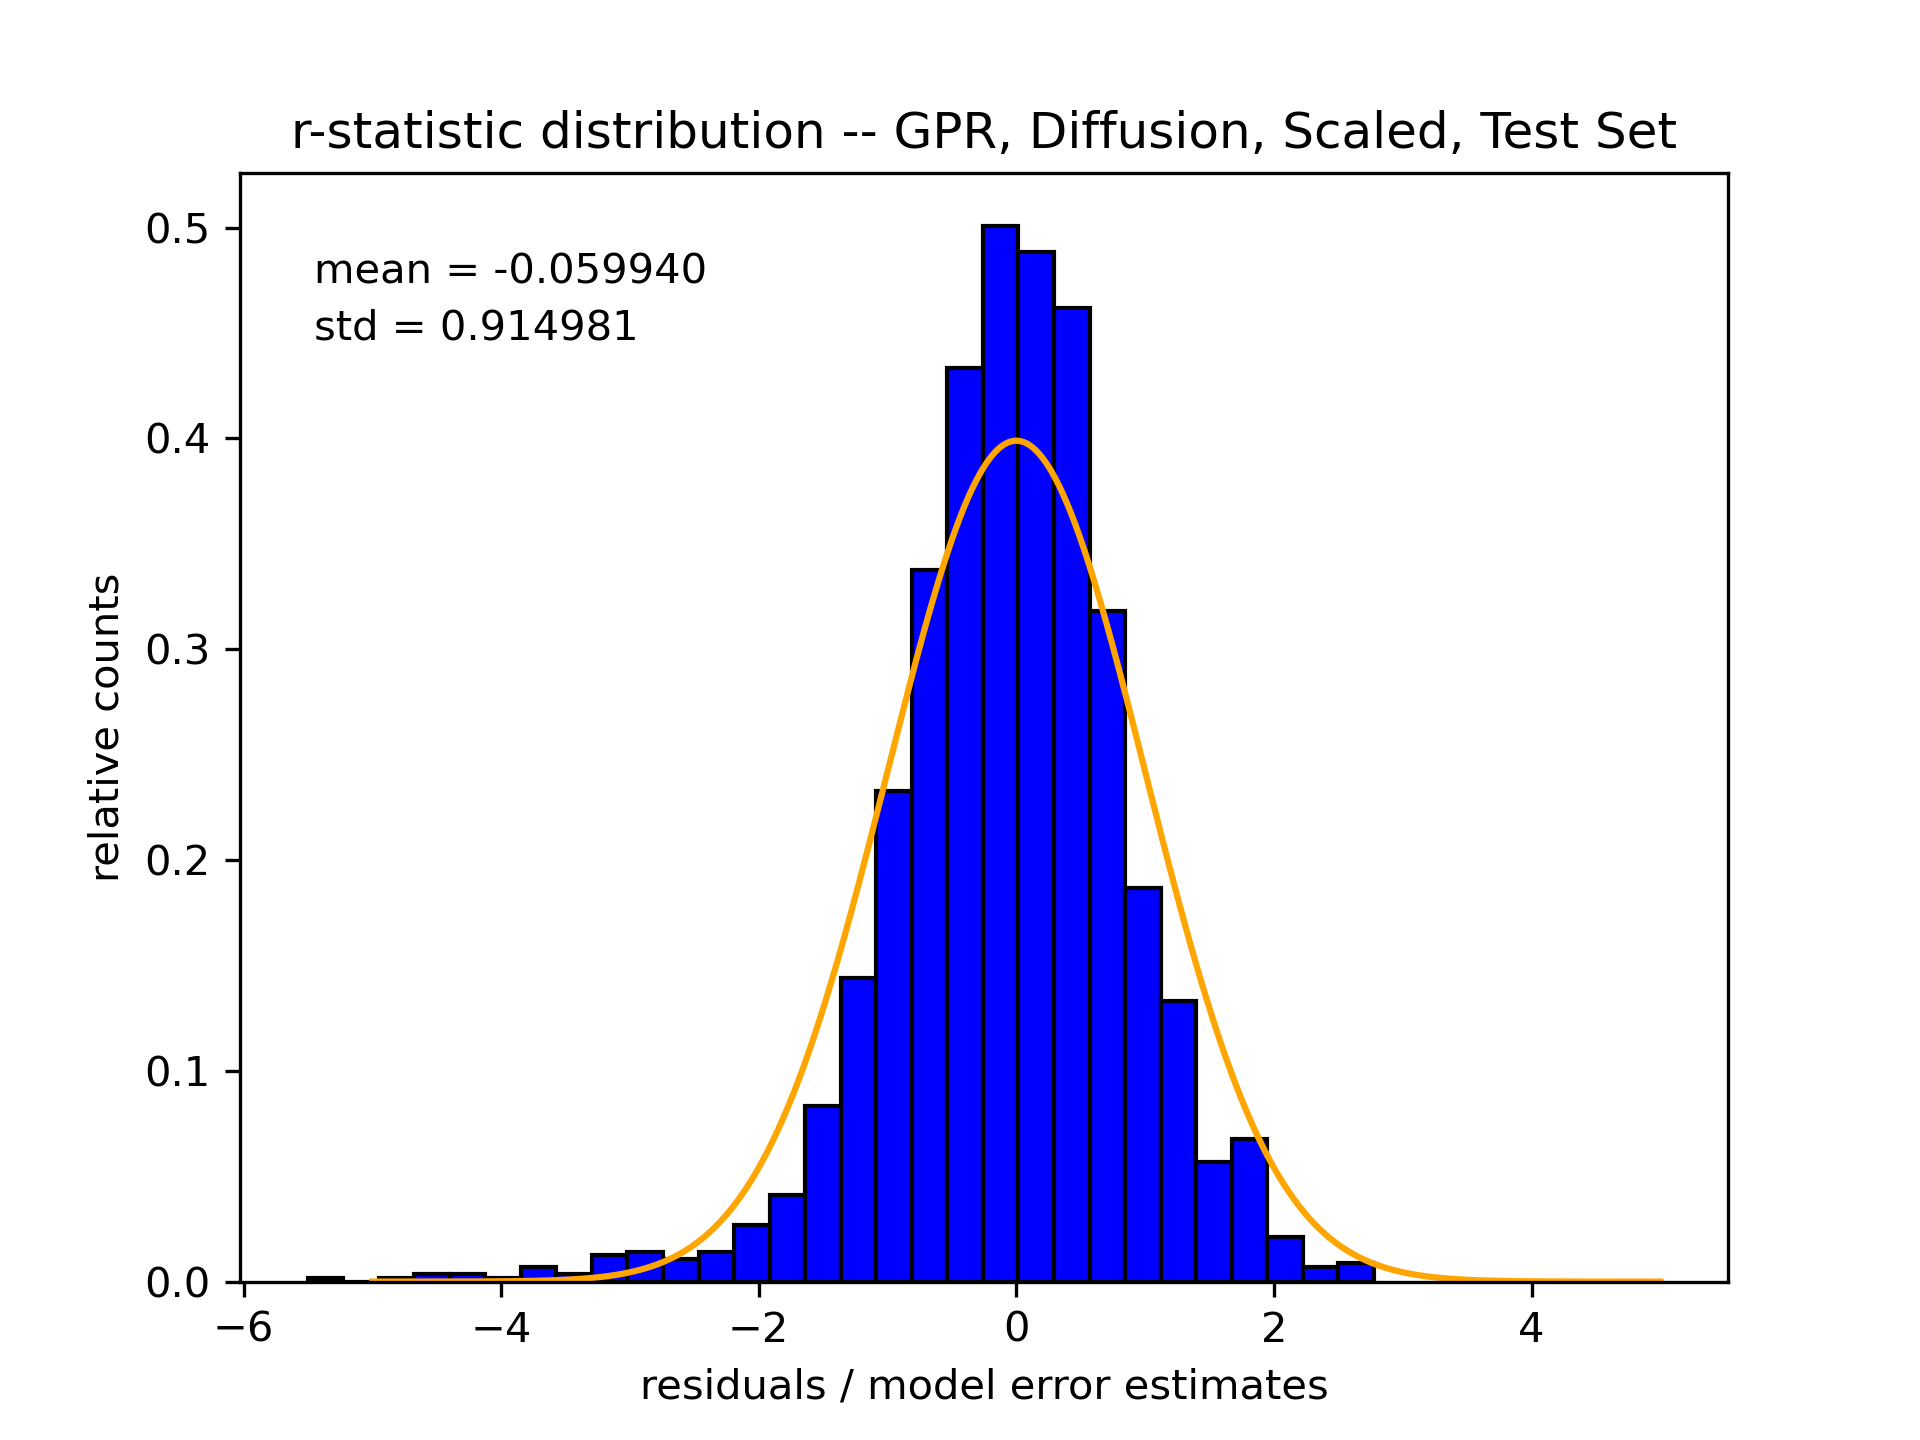 r-statistic distribution -- GPR, Diffusion, Scaled, Test Set
mean = -0.059940
std = 0.914981
relative counts
0.5
0.4
0.3
0.2
0.1
0.0
−6 −4 −2 0 2 4
residuals / model error estimates